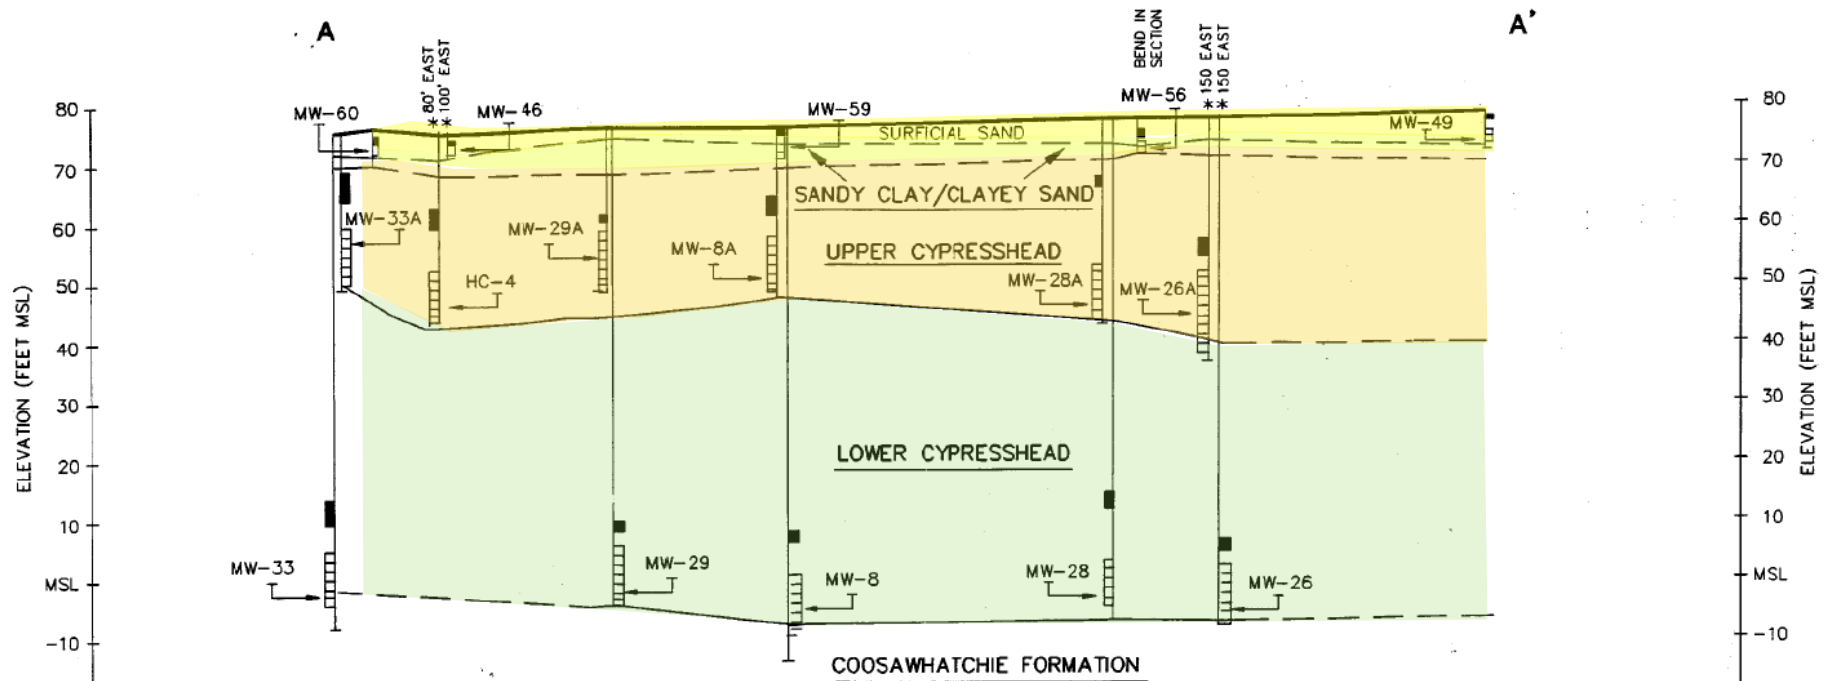 A
A'
* 80' EAST
* 100' EAST
BEND IN
SECTION
* 150 EAST
* 150 EAST
80
MW-60
MW-46
MW-59
MW-56
MW-49
80
SURFICIAL SAND
70
70
SANDY CLAY/CLAYEY SAND
60
MW-33A
MW-29A
MW-8A
UPPER CYPRESSHEAD
60
50
HC-4
MW-28A
MW-26A
50
40
40
ELEVATION (FEET MSL)
ELEVATION (FEET MSL)
30
30
LOWER CYPRESSHEAD
20
20
10
10
MSL
MW-33
MW-29
MW-8
MW-28
MW-26
MSL
-10
-10
COOSAWHATCHIE FORMATION